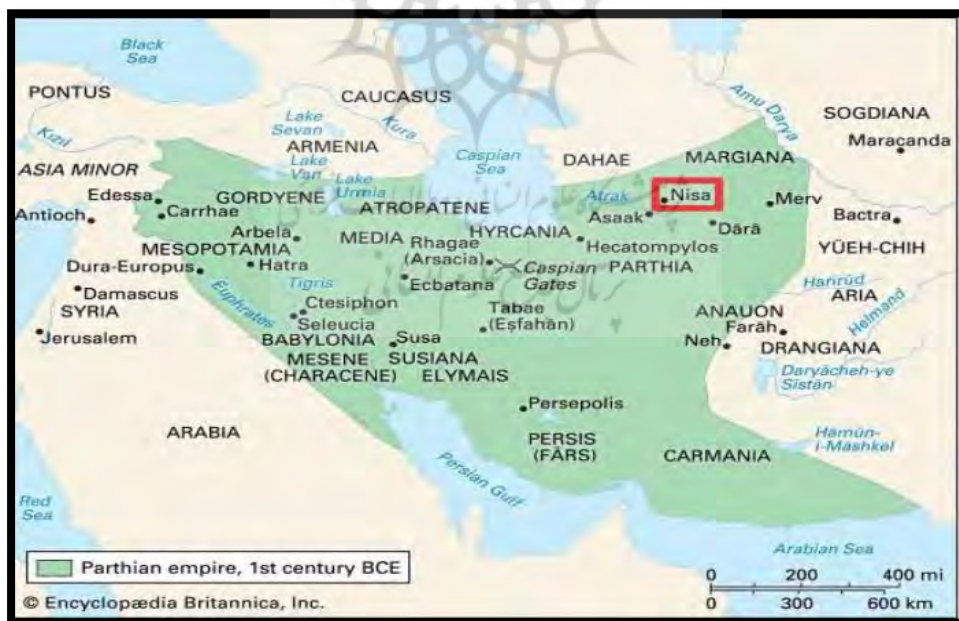 Black
Sea
PONTUS
Kızıl
CAUCASUS
Kura
Lake
Sevan
ARMENIA
Lake
Van
Lake
Urmia
Caspian
Sea
DAHAE
MARGIANA
Amu Darya
SOGDIANA
Maracanda
ASIA MINOR
Edessa
Carrhae
GORDYENE
ATROPATENE
Atrak
Nisa
Merv
Antioch
Asaak
Dārā
Bactra
Arbela
MEDIA
Rhagae
(Arsacia)
HYRCANIA
Hecatompylos
YÜEH-CHIH
MESOPOTAMIA
Dura-Europus
Hatra
Ecbatana
Caspian
Gates
PARTHIA
Harīrūd
ARIA
Damascus
SYRIA
Euphrates
Tigris
Ctesiphon
Seleucia
Tabae
(Eşfahān)
ANAUON
Farāh
Helmand
Jerusalem
BABYLONIA
Susa
Neh
DRANGIANA
MESENE
(CHARACENE)
SUSIANA
ELYMAIS
Daryācheh-ye
Sīstān
Persepolis
ARABIA
PERSIS
(FĀRS)
CARMANIA
Hāmūn-
i-Mashkel
Persian Gulf
Red
Sea
Arabian Sea
Parthian empire, 1st century BCE
0 200 400 mi
0 300 600 km
© Encyclopædia Britannica, Inc.